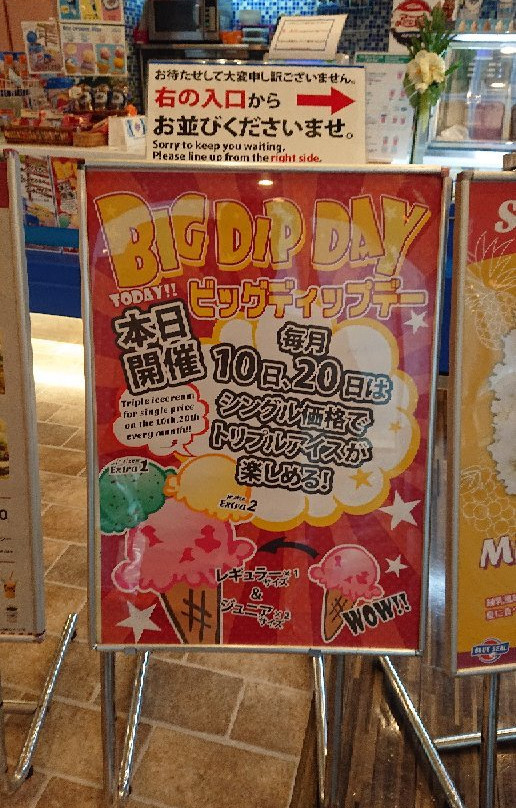 お待たせして大変申し訳ございません。
右の入口から
お並びくださいませ。
Sorry to keep you waiting.
Please line up from the right side.
BIG DIP DAY
TODAY!!
ビッグディップデー
本日
開催
毎月
10日、20日は
シングル価格で
トリプルアイスが
楽しめる!
Triple icecream
for single price
on the 10th.20th
every month!!
Extra1
Extra2
レギュラーサイズ×1
&
ジュニアサイズ×2
WOW!!
BLUE SEAL